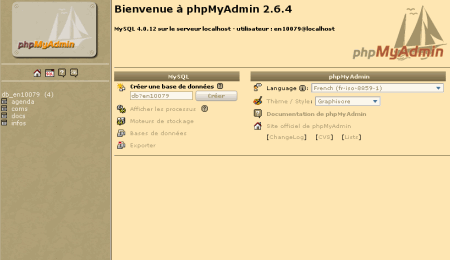 phpMyAdmin
db_en10079 (4)
agenda
comis
docs
infos
Bienvenue à phpMyAdmin 2.6.4
MySQL 4.0.12 sur le serveur localhost - utilisateur : en10079@localhost
phpMyAdmin
MySQL
Créer une base de données
db?en10079 Créer
Afficher les processus
Moteurs de stockage
Bases de données
Exporter
phpMyAdmin
Language : French (fr-iso-8859-1)
Thème / Style: Graphivore
Documentation de phpMyAdmin
Site officiel de phpMyAdmin
[ChangeLog] [CVS] [Lists]